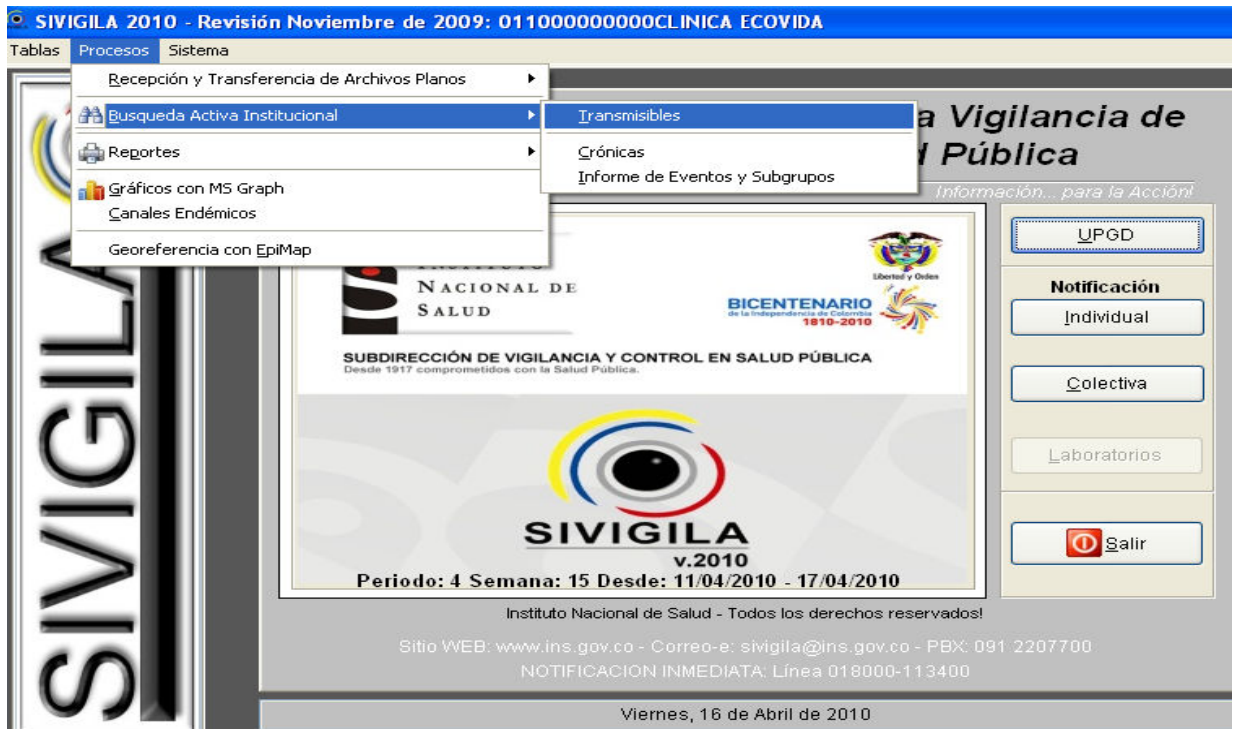 SIVIGILA 2010 - Revisión Noviembre de 2009: 011000000000CLINICA ECOVIDA
Tablas Procesos Sistema
Recepción y Transferencia de Archivos Planos
Busqueda Activa Institucional
Reportes
Gráficos con MS Graph
Canales Endémicos
Georeferencia con EpiMap
Transmisibles
Crónicas
Informe de Eventos y Subgrupos
a Vigilancia de
Pública
Información... para la Acción!
SIVIGILA
NACIONAL DE
SALUD
Libertad y Orden
BICENTENARIO
de la Independencia de Colombia
1810-2010
SUBDIRECCIÓN DE VIGILANCIA Y CONTROL EN SALUD PÚBLICA
Desde 1917 comprometidos con la Salud Pública.
SIVIGILA
v.2010
Periodo: 4 Semana: 15 Desde: 11/04/2010 - 17/04/2010
UPGD
Notificación
Individual
Colectiva
Laboratorios
Salir
Instituto Nacional de Salud - Todos los derechos reservados!
Sitio WEB: www.ins.gov.co - Correo-e: sivigila@ins.gov.co - PBX: 091 2207700
NOTIFICACION INMEDIATA: Línea 018000-113400
Viernes, 16 de Abril de 2010